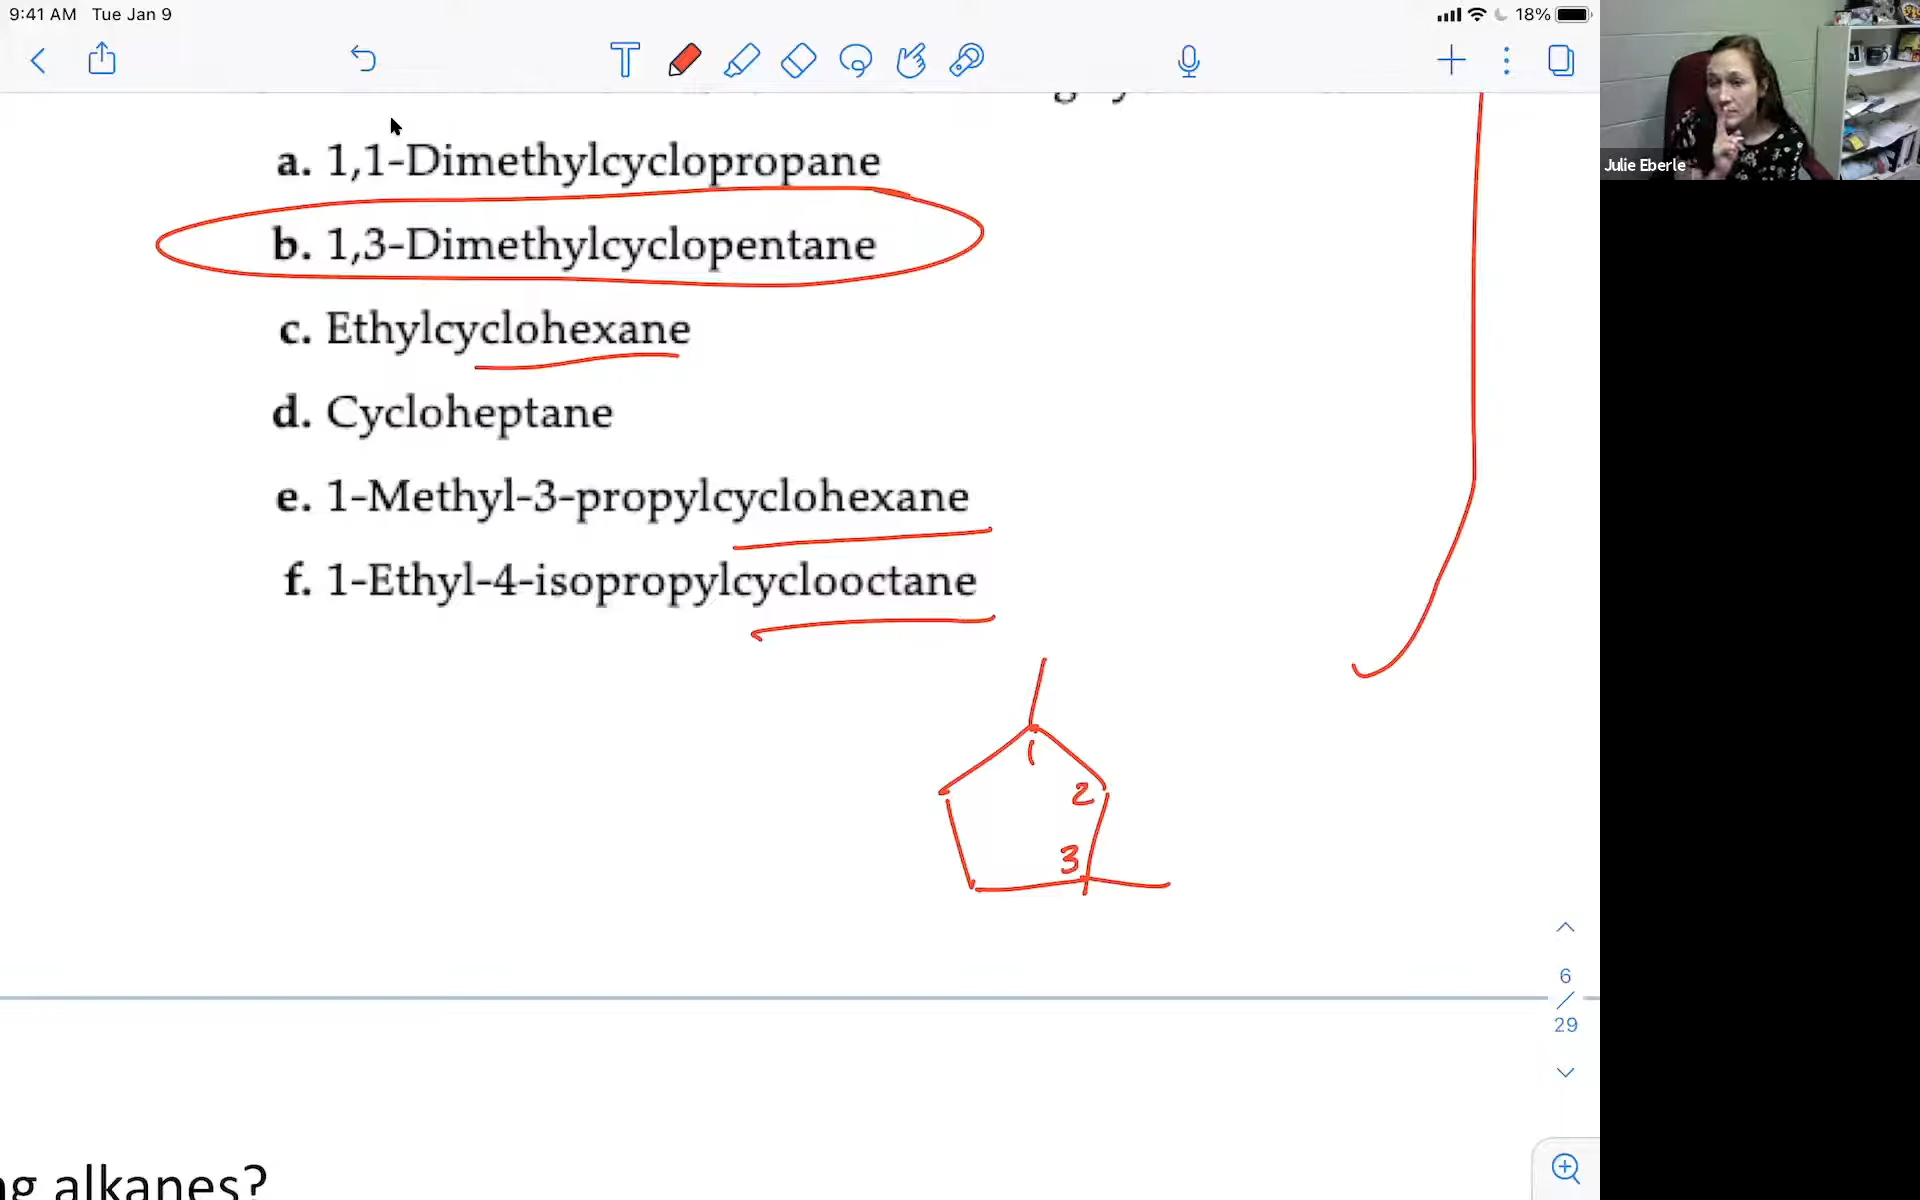 9:41 AM Tue Jan 9
18%
Julie Eberle
a. 1,1-Dimethylcyclopropane
b. 1,3-Dimethylcyclopentane
c. Ethylcyclohexane
d. Cycloheptane
e. 1-Methyl-3-propylcyclohexane
f. 1-Ethyl-4-isopropylcyclooctane
1
2
3
6
/
29
alkanes?